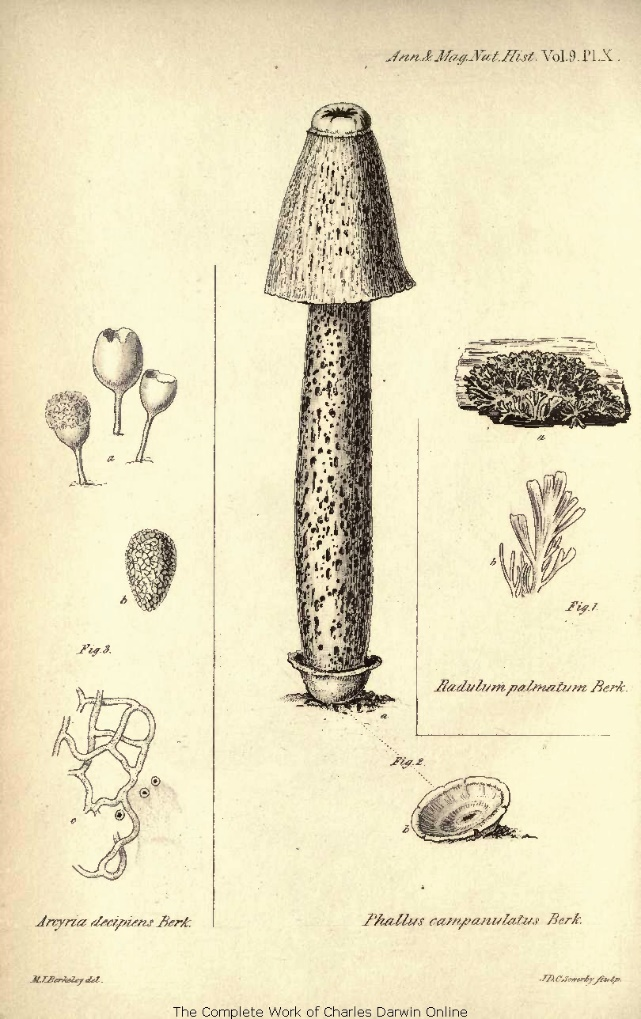 Ann. & Mag. Nat. Hist. Vol. 9. Pl. X.
a
b
Fig. 3.
c
Arcyria decipiens Berk.
a
Fig. 2.
b
Phallus campanulatus Berk.
a
b
Fig. 1.
Radulum palmatum Berk.
M.J. Berkeley del.
J.D.C. Sowerby sculp.
The Complete Work of Charles Darwin Online